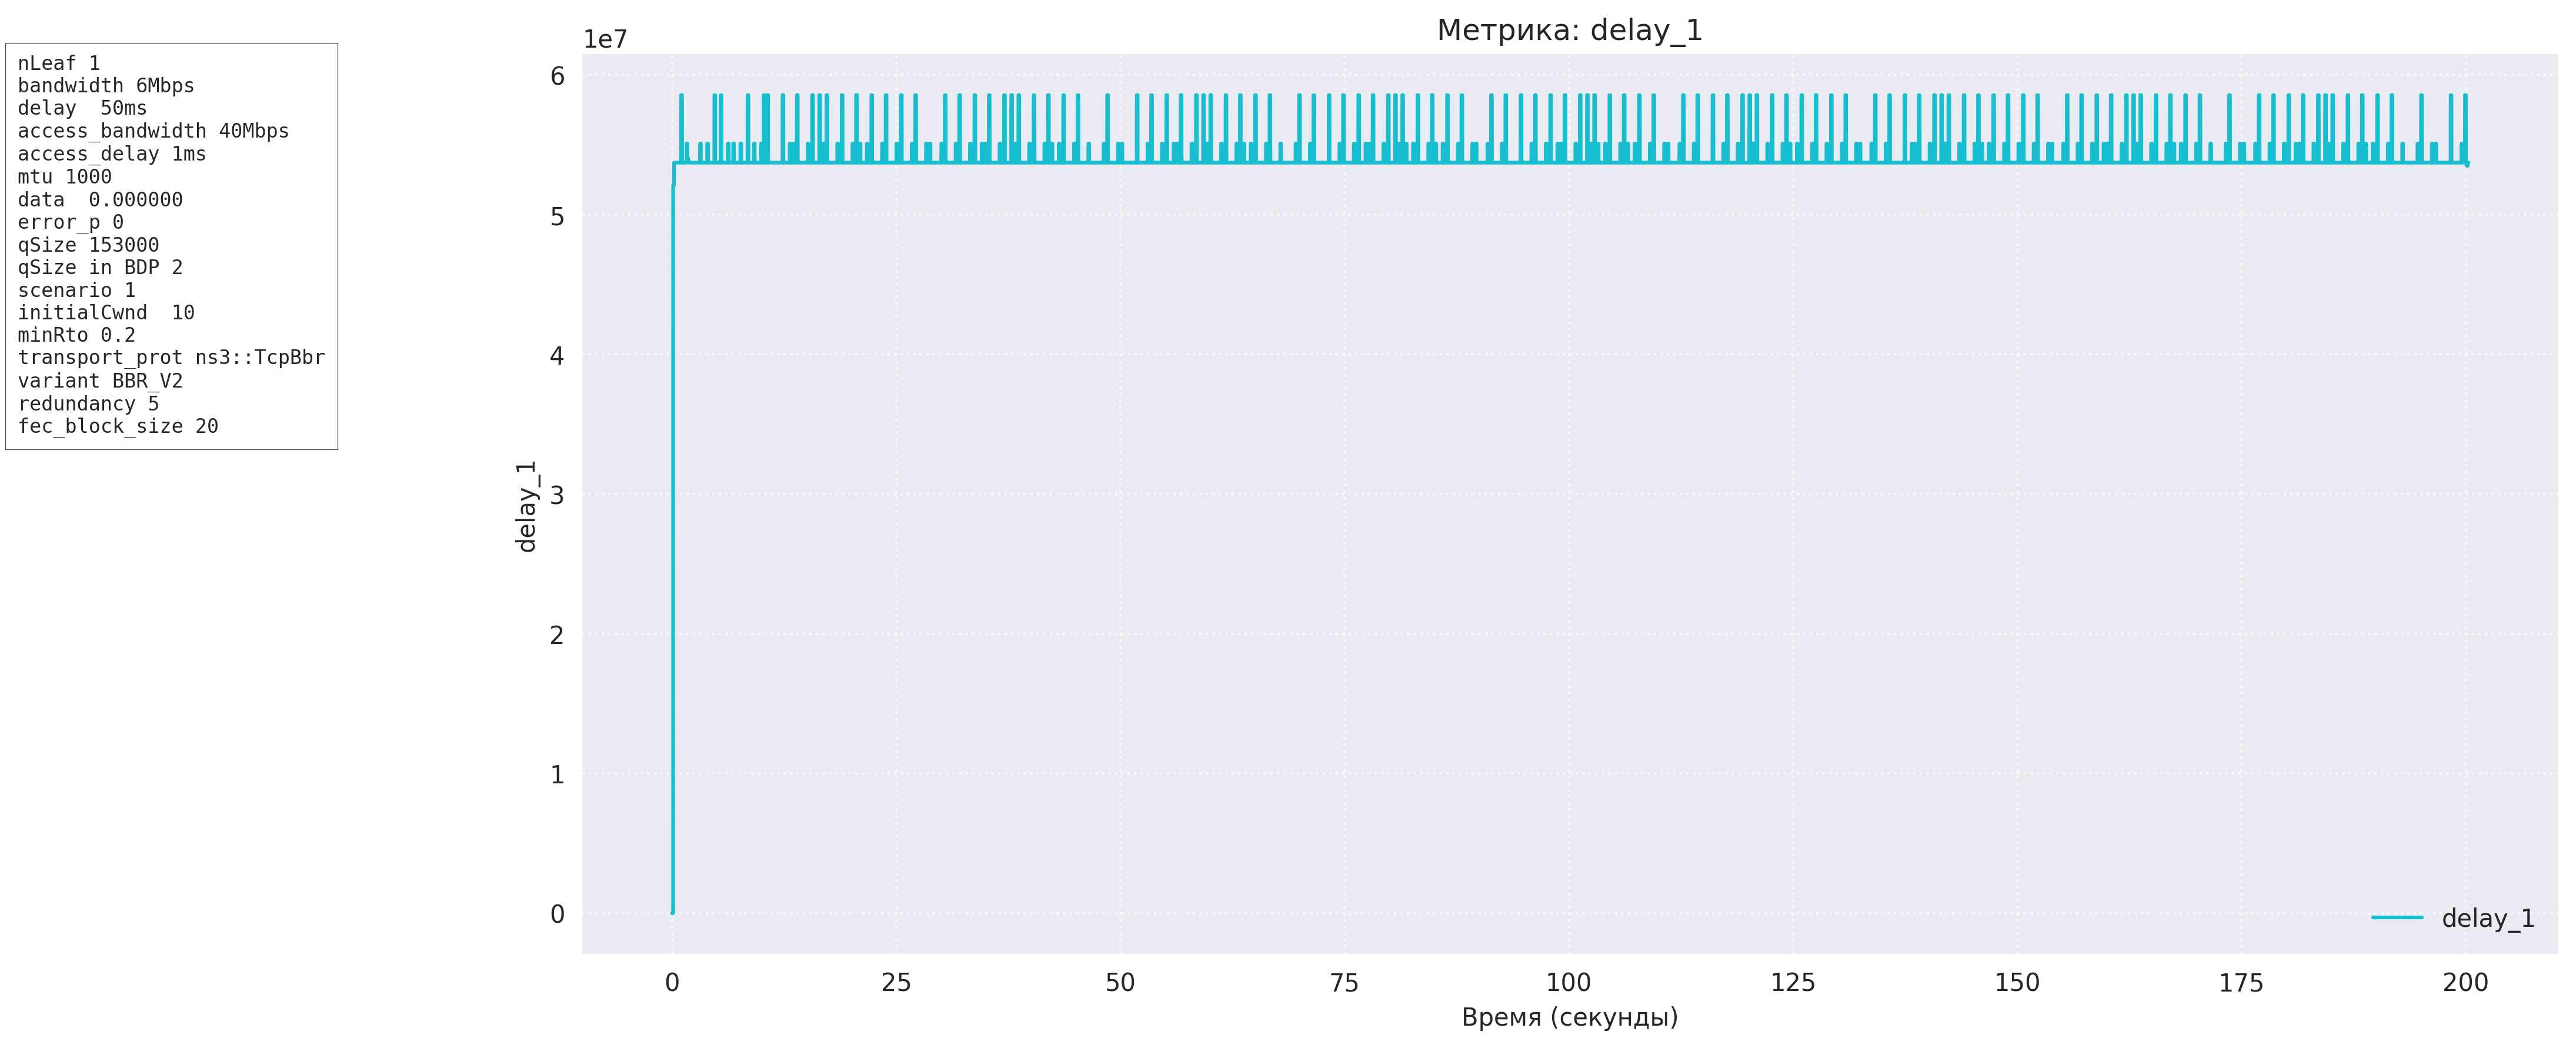 nLeaf 1
bandwidth 6Mbps
delay  50ms
access_bandwidth 40Mbps
access_delay 1ms
mtu 1000
data  0.000000
error_p 0
qSize 153000
qSize in BDP 2
scenario 1
initialCwnd  10
minRto 0.2
transport_prot ns3::TcpBbr
variant BBR_V2
redundancy 5
fec_block_size 20
Метрика: delay_1
1e7
6
5
4
3
2
1
0
delay_1
delay_1
0 25 50 75 100 125 150 175 200
Время (секунды)